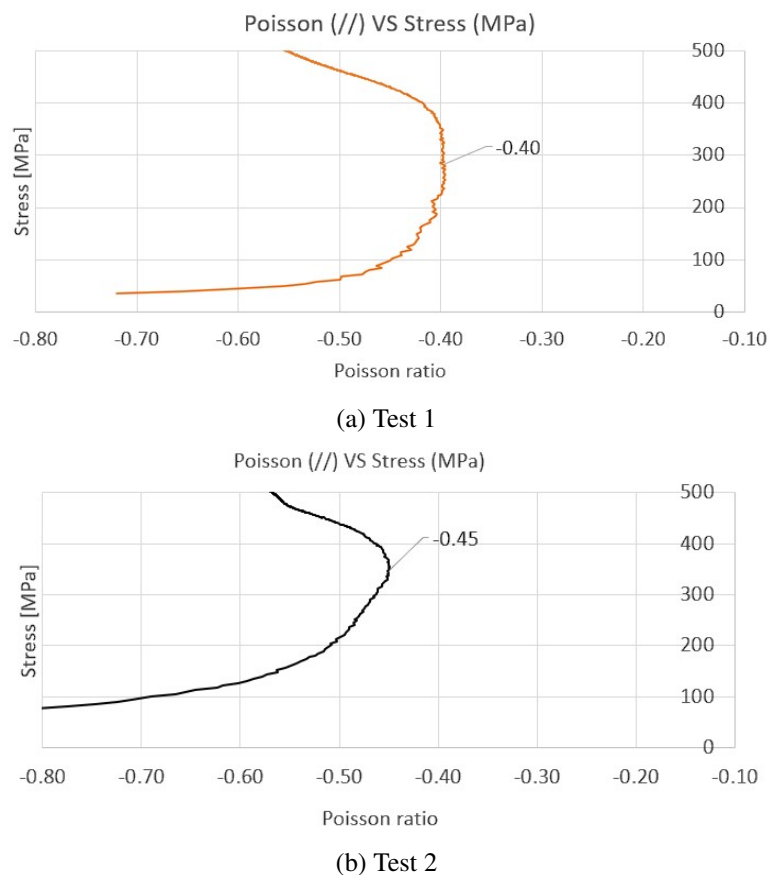 Poisson (//) VS Stress (MPa)
500
400
300
200
100
0
Stress [MPa]
-0.40
-0.80 -0.70 -0.60 -0.50 -0.40 -0.30 -0.20 -0.10
Poisson ratio
(a) Test 1
Poisson (//) VS Stress (MPa)
500
400
300
200
100
0
Stress [MPa]
-0.45
-0.80 -0.70 -0.60 -0.50 -0.40 -0.30 -0.20 -0.10
Poisson ratio
(b) Test 2